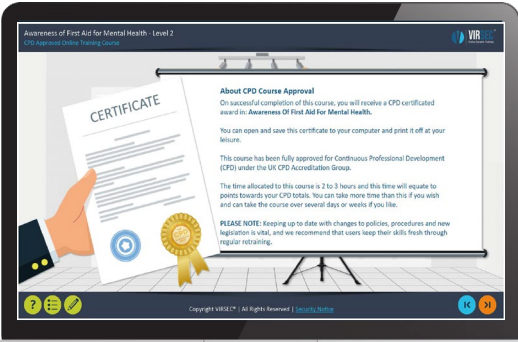 Awareness of First Aid for Mental Health - Level 2
CPD Approved Online Training Course
VIRSEC
CERTIFICATE
About CPD Course Approval
On successful completion of this course, you will receive a CPD certificated
award in: Awareness Of First Aid For Mental Health.
You can open and save this certificate to your computer and print it off at your
leisure.
This course has been fully approved for Continuous Professional Development
(CPD) under the UK CPD Accreditation Group.
The time allocated to this course is 2 to 3 hours and this time will equate to
points towards your CPD totals. You can take more time than this if you wish
and can take the course over several days or weeks if you like.
PLEASE NOTE: Keeping up to date with changes to policies, procedures and new
legislation is vital, and we recommend that users keep their skills fresh through
regular retraining.
?
Copyright VIRSEC® | All Rights Reserved | Security Notice